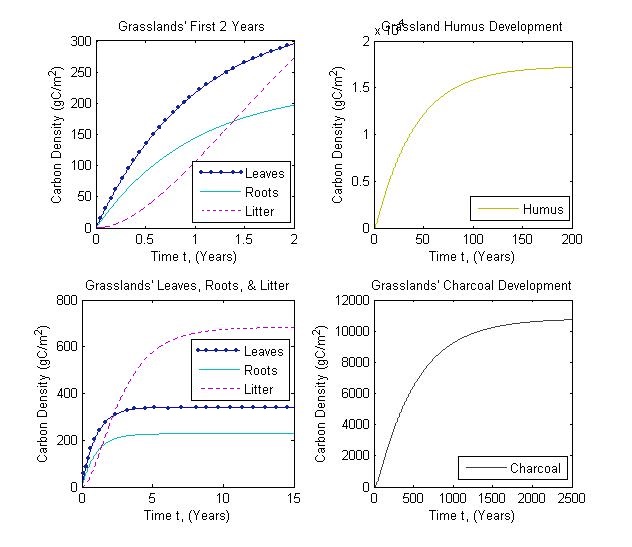 Grasslands' First 2 Years
300
250
200
150
100
50
0
Carbon Density (gC/m²)
Leaves
Roots
Litter
0 0.5 1 1.5 2
Time t, (Years)
x 10⁴
Grassland Humus Development
2
1.5
1
0.5
0
Carbon Density (gC/m²)
Humus
0 50 100 150 200
Time t, (Years)
Grasslands' Leaves, Roots, & Litter
800
600
400
200
0
Carbon Density (gC/m²)
Leaves
Roots
Litter
0 5 10 15
Time t, (Years)
Grasslands' Charcoal Development
12000
10000
8000
6000
4000
2000
0
Carbon Density (gC/m²)
Charcoal
0 500 1000 1500 2000 2500
Time t, (Years)